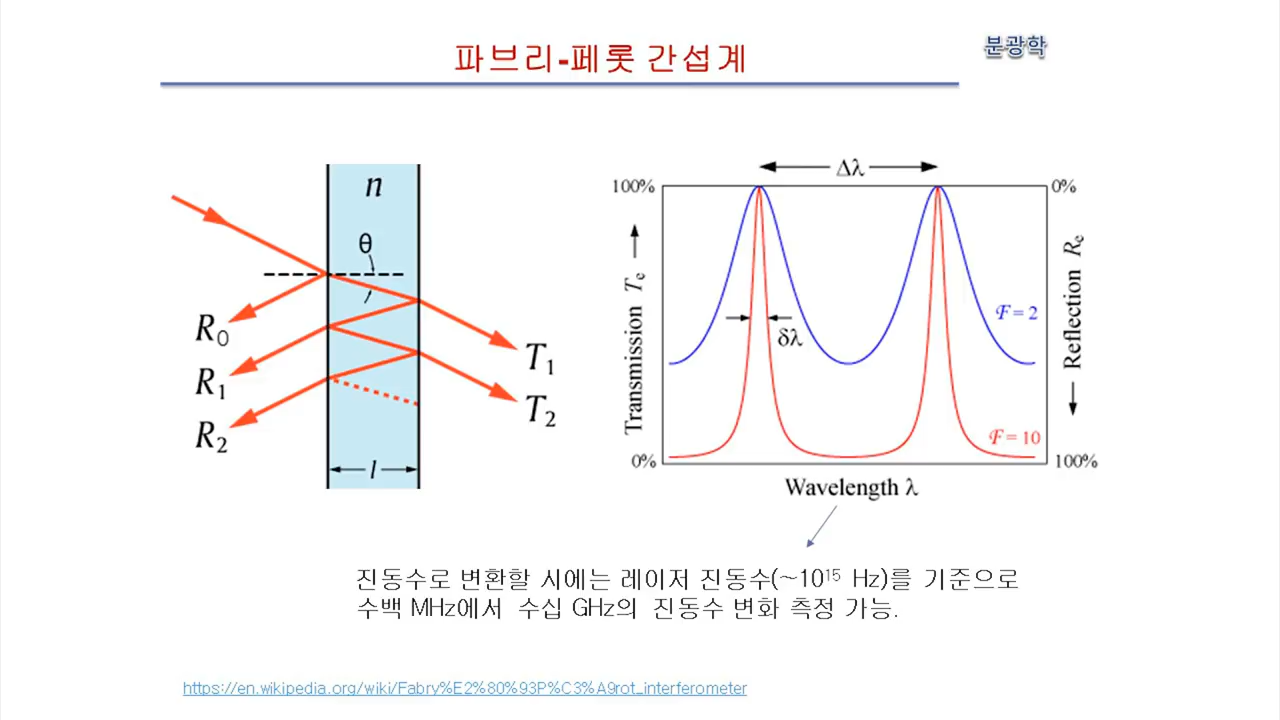 파브리-페롯 간섭계
분광학
n
θ
R0
R1
R2
T1
T2
l
Δλ
100%
0%
Transmission Te
Reflection Re
δλ
F = 2
F = 10
0%
100%
Wavelength λ
진동수로 변환할 시에는 레이저 진동수(~10¹⁵ Hz)를 기준으로
수백 MHz에서 수십 GHz의 진동수 변화 측정 가능.
https://en.wikipedia.org/wiki/Fabry%E2%80%93P%C3%A9rot_interferometer